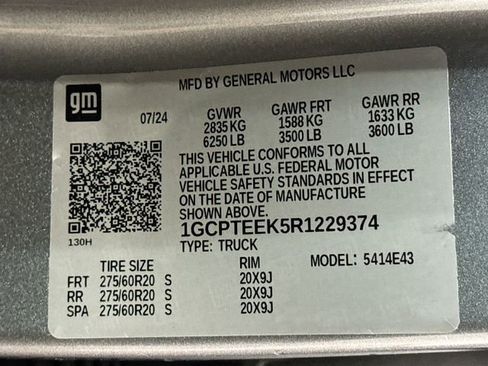 MFD BY GENERAL MOTORS LLC
gm
07/24
GVWR GAWR FRT GAWR RR
2835 KG 1588 KG 1633 KG
6250 LB 3500 LB 3600 LB
THIS VEHICLE CONFORMS TO ALL
APPLICABLE U.S. FEDERAL MOTOR
VEHICLE SAFETY STANDARDS IN EFFECT
ON THE DATE OF MANUFACTURE
SHOWN ABOVE.
1GCPTEEK5R1229374
130H
TYPE: TRUCK
TIRE SIZE RIM MODEL: 5414E43
FRT 275/60R20 S 20X9J
RR 275/60R20 S 20X9J
SPA 275/60R20 S 20X9J